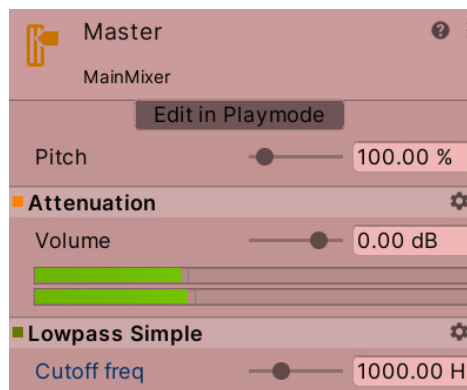 Master
MainMixer
Edit in Playmode
Pitch 100.00 %
Attenuation
Volume 0.00 dB
Lowpass Simple
Cutoff freq 1000.00 H